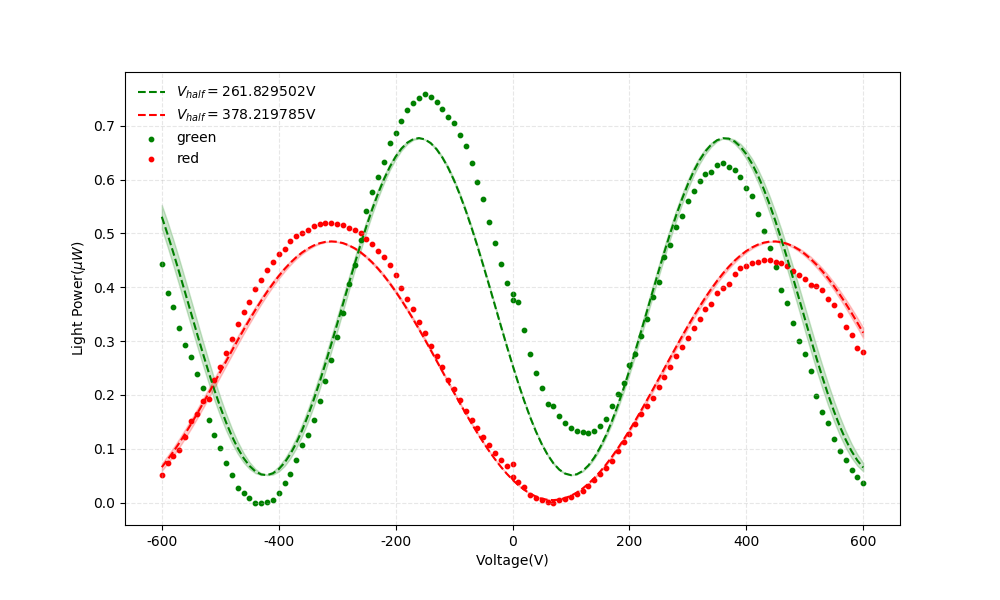 V_half = 261.829502V
V_half = 378.219785V
green
red
0.7
0.6
0.5
0.4
0.3
0.2
0.1
0.0
Light Power(μW)
-600 -400 -200 0 200 400 600
Voltage(V)